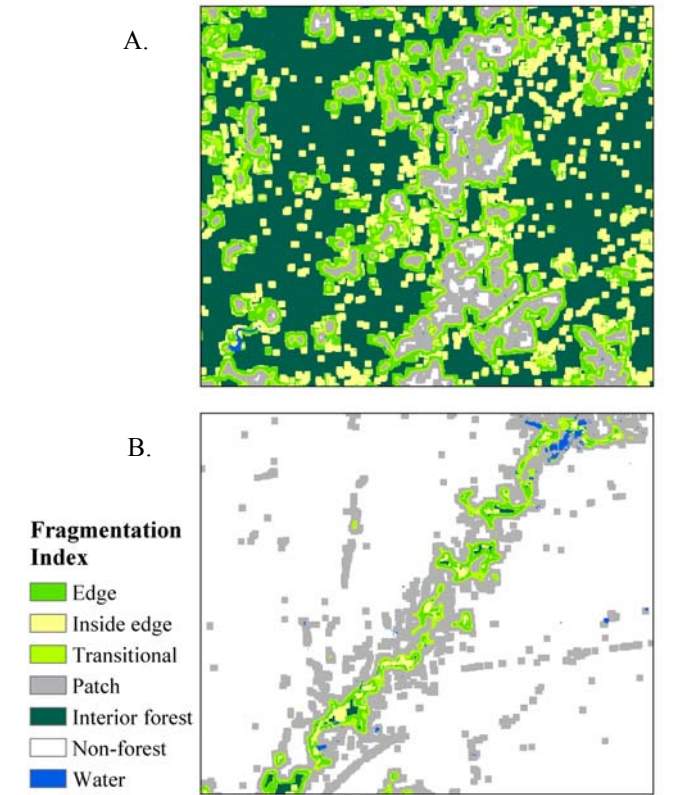 A.
B.
Fragmentation
Index
Edge
Inside edge
Transitional
Patch
Interior forest
Non-forest
Water